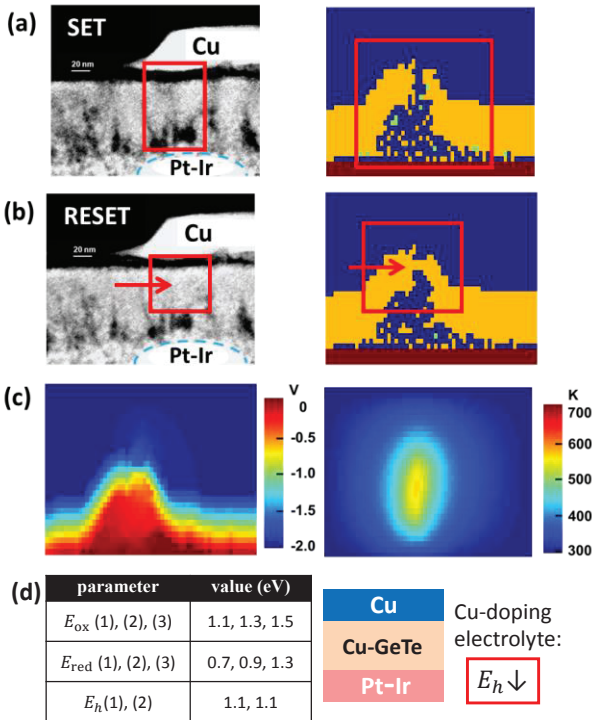 (a)
SET
Cu
20 nm
Pt-Ir
(b)
RESET
Cu
20 nm
Pt-Ir
(c)
V
0
-0.5
-1.0
-1.5
-2.0
K
700
600
500
400
300
(d)
parameter value (eV)
Eox (1), (2), (3) 1.1, 1.3, 1.5
Ered (1), (2), (3) 0.7, 0.9, 1.3
Eh(1), (2) 1.1, 1.1
Cu
Cu-GeTe
Pt-Ir
Cu-doping
electrolyte:
Eh↓